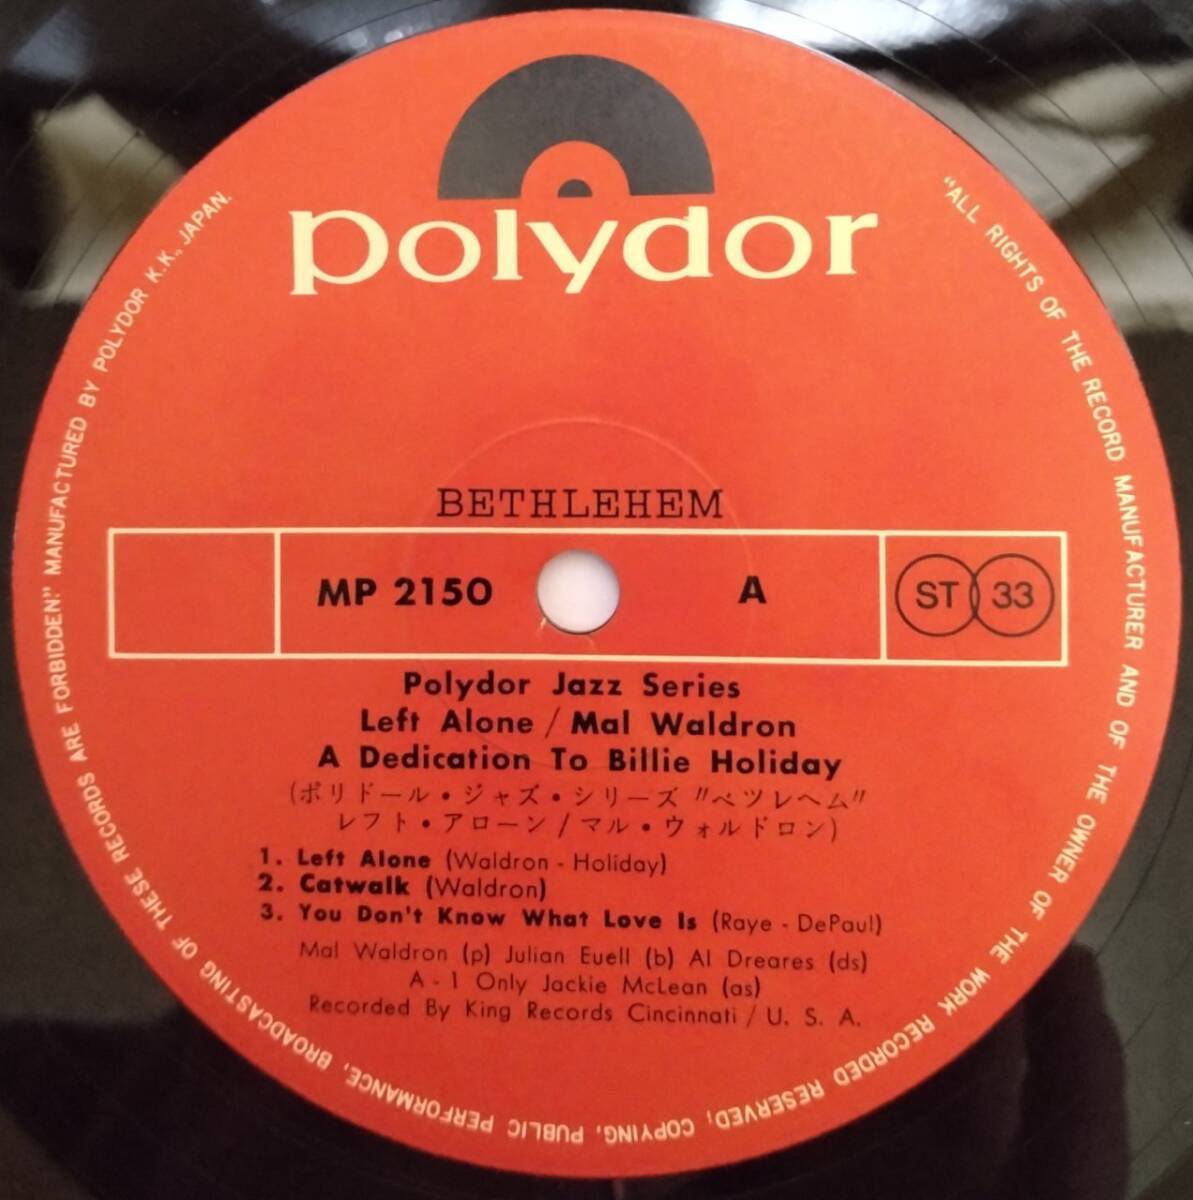 polydor
BETHLEHEM
MP 2150
A
ST 33
Polydor Jazz Series
Left Alone / Mal Waldron
A Dedication To Billie Holiday
(ポリドール・ジャズ・シリーズ "ベツレヘム"
レフト・アローン / マル・ウォルドロン)
1. Left Alone (Waldron - Holiday)
2. Catwalk (Waldron)
3. You Don't Know What Love Is (Raye - DePaul)
Mal Waldron (p) Julian Euell (b) Al Dreares (ds)
A - 1 Only Jackie McLean (as)
Recorded By King Records Cincinnati / U. S. A.
"ALL RIGHTS OF THE RECORD MANUFACTURER AND OF THE OWNER OF THE WORK RECORDED RESERVED; COPYING, PUBLIC PERFORMANCE, BROADCASTING OF THESE RECORDS ARE FORBIDDEN." MANUFACTURED BY POLYDOR K.K., JAPAN.